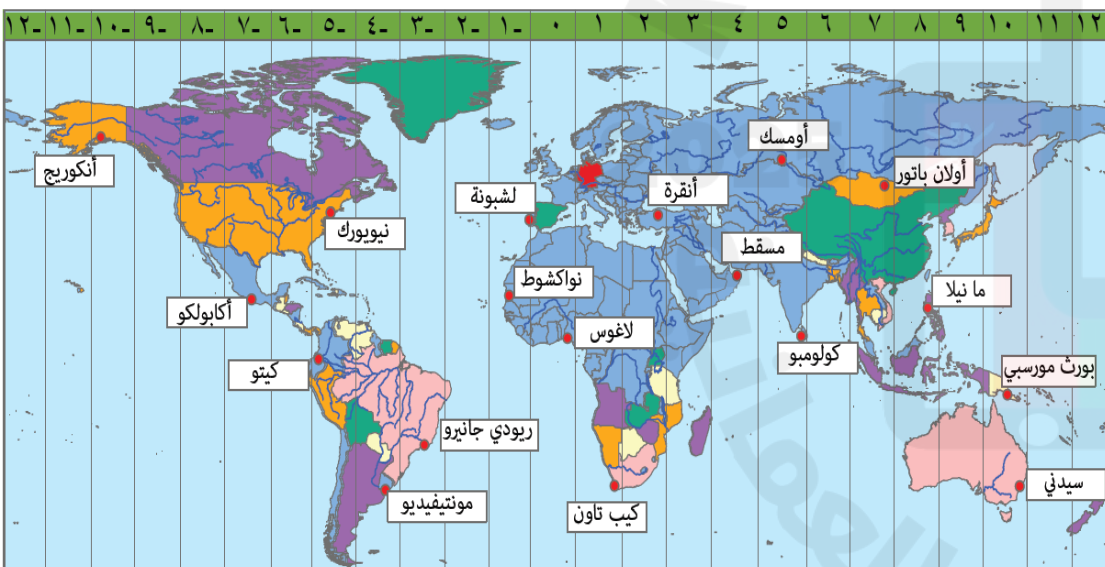 ١٢- ١١- ١٠- ٩- ٨- ٧- ٦- ٥- ٤- ٣- ٢- ١- ٠ ١ ٢ ٣ ٤ ٥ ٦ ٧ ٨ ٩ ١٠ ١١ ١٢
أومسك
أنكوريج
أولان باتور
أنقرة
لشبونة
نيويورك
مسقط
نواكشوط
ما نيلا
أكابولكو
لاغوس
كولومبو
كيتو
بورث مورسبي
ريودي جانيرو
سيدني
مونتيفيديو
كيب تاون